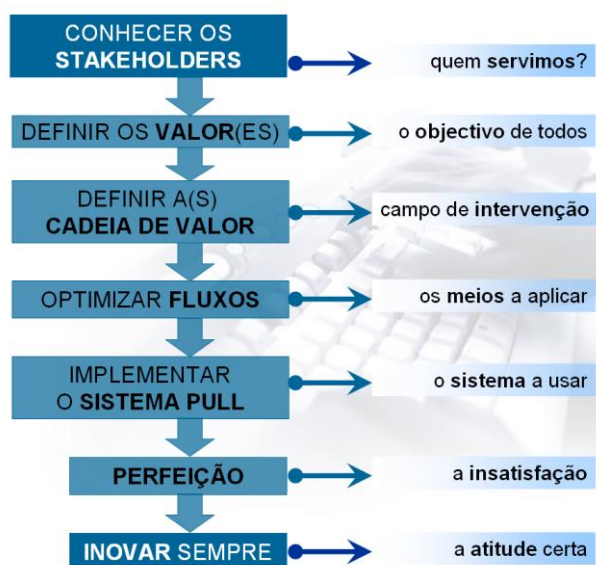 CONHECER OS
STAKEHOLDERS
quem servimos?
DEFINIR OS VALOR(ES)
o objectivo de todos
DEFINIR A(S)
CADEIA DE VALOR
campo de intervenção
OPTIMIZAR FLUXOS
os meios a aplicar
IMPLEMENTAR
O SISTEMA PULL
o sistema a usar
PERFEIÇÃO
a insatisfação
INOVAR SEMPRE
a atitude certa